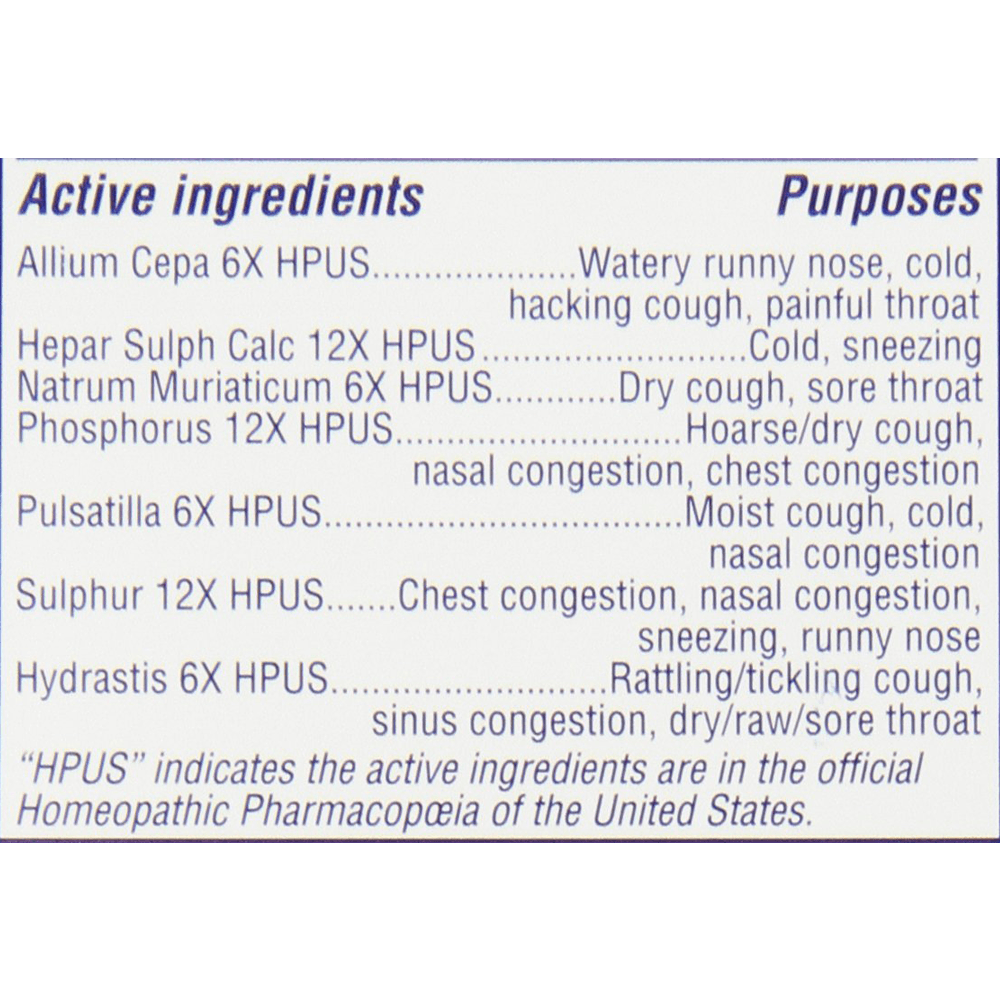 Active ingredients Purposes
Allium Cepa 6X HPUS....................Watery runny nose, cold,
hacking cough, painful throat
Hepar Sulph Calc 12X HPUS.........................Cold, sneezing
Natrum Muriaticum 6X HPUS............Dry cough, sore throat
Phosphorus 12X HPUS............................Hoarse/dry cough,
nasal congestion, chest congestion
Pulsatilla 6X HPUS...................................Moist cough, cold,
nasal congestion
Sulphur 12X HPUS.......Chest congestion, nasal congestion,
sneezing, runny nose
Hydrastis 6X HPUS...........................Rattling/tickling cough,
sinus congestion, dry/raw/sore throat
“HPUS” indicates the active ingredients are in the official
Homeopathic Pharmacopœia of the United States.